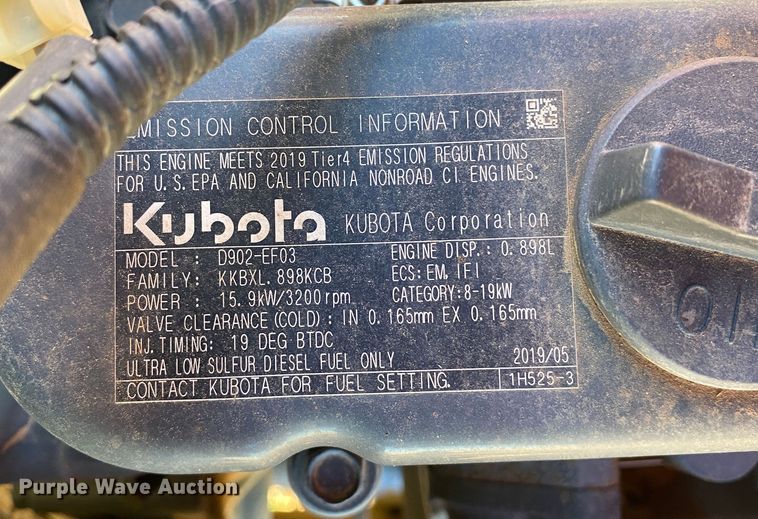 EMISSION CONTROL INFORMATION
THIS ENGINE MEETS 2019 Tier4 EMISSION REGULATIONS
FOR U.S.EPA AND CALIFORNIA NONROAD CI ENGINES.
Kubota KUBOTA Corporation
MODEL : D902-EF03 ENGINE DISP.: 0.898L
FAMILY: KKBXL.898KCB ECS:EM,IFI
POWER : 15.9kW/3200rpm CATEGORY:8-19kW
VALVE CLEARANCE(COLD): IN 0.165mm EX 0.165mm
INJ.TIMING: 19 DEG BTDC
ULTRA LOW SULFUR DIESEL FUEL ONLY 2019/05
CONTACT KUBOTA FOR FUEL SETTING. 1H525-3
Purple Wave Auction